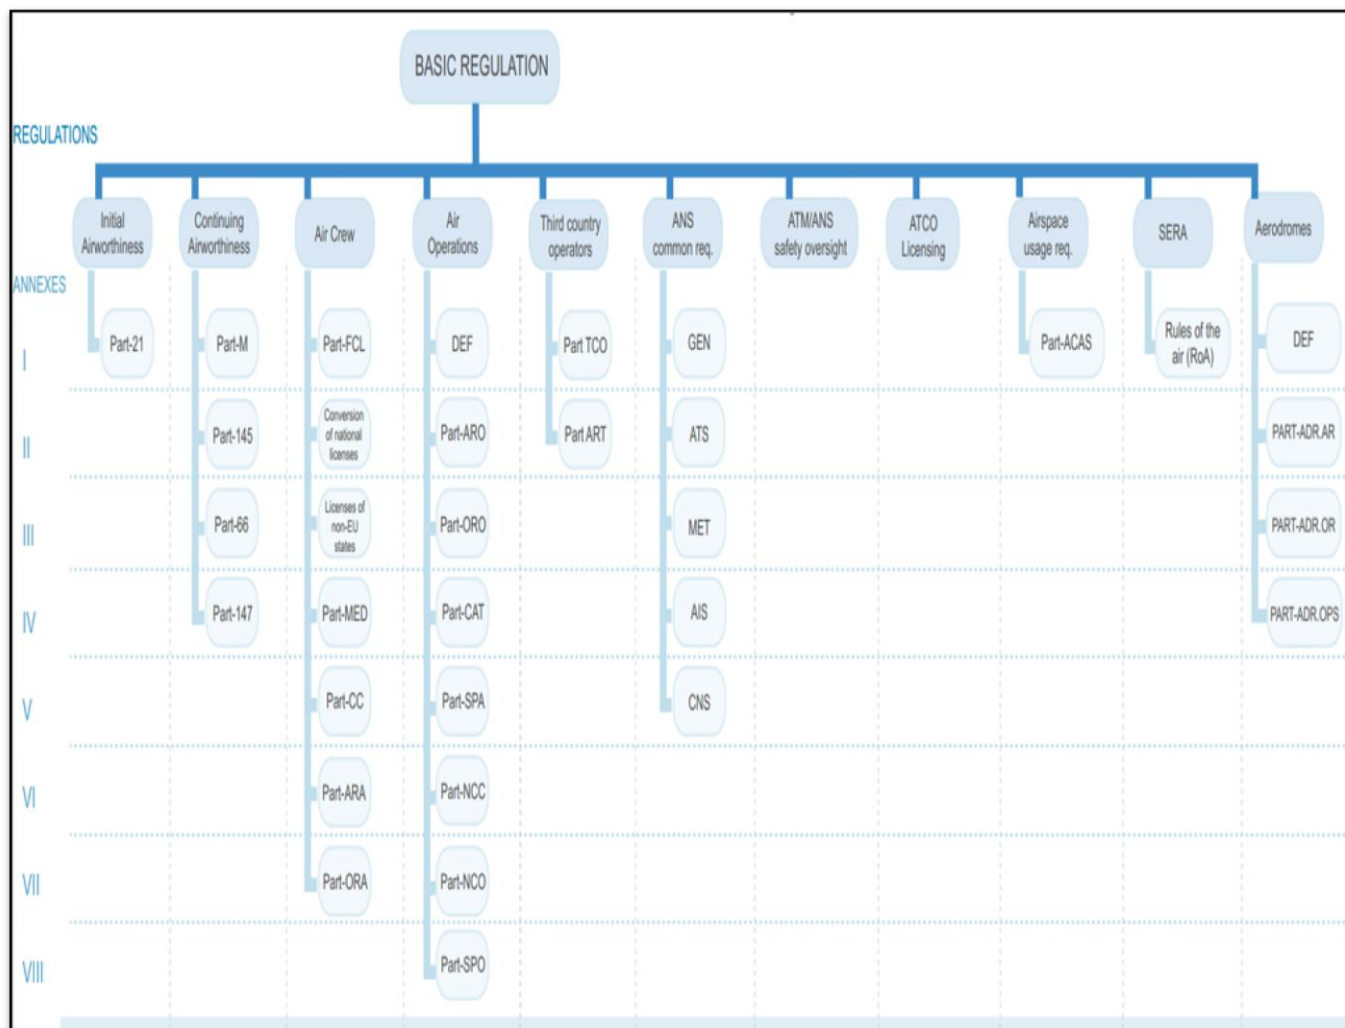 BASIC REGULATION
REGULATIONS
Initial
Airworthiness
Continuing
Airworthiness
Air Crew
Air
Operations
Third country
operators
ANS
common req.
ATM/ANS
safety oversight
ATCO
Licensing
Airspace
usage req.
SERA
Aerodromes
ANNEXES
I
Part-21
Part-M
Part-FCL
DEF
Part TCO
GEN
Part-ACAS
Rules of the
air (RoA)
DEF
II
Part-145
Conversion
of national
licenses
Part-ARO
Part ART
ATS
PART-ADR.AR
III
Part-66
Licenses of
non-EU
states
Part-ORO
MET
PART-ADR.OR
IV
Part-147
Part-MED
Part-CAT
AIS
PART-ADR.OPS
V
Part-CC
Part-SPA
CNS
VI
Part-ARA
Part-NCC
VII
Part-ORA
Part-NCO
VIII
Part-SPO